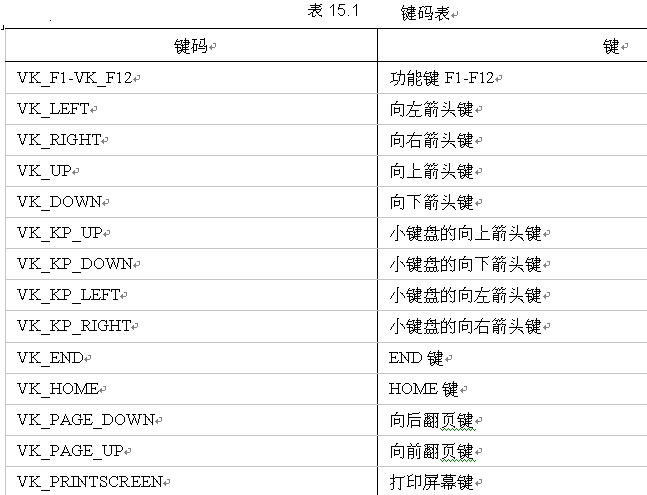 表 15.1 键码表
键码 键
VK_F1-VK_F12 功能键 F1-F12
VK_LEFT 向左箭头键
VK_RIGHT 向右箭头键
VK_UP 向上箭头键
VK_DOWN 向下箭头键
VK_KP_UP 小键盘的向上箭头键
VK_KP_DOWN 小键盘的向下箭头键
VK_KP_LEFT 小键盘的向左箭头键
VK_KP_RIGHT 小键盘的向右箭头键
VK_END END 键
VK_HOME HOME 键
VK_PAGE_DOWN 向后翻页键
VK_PAGE_UP 向前翻页键
VK_PRINTSCREEN 打印屏幕键